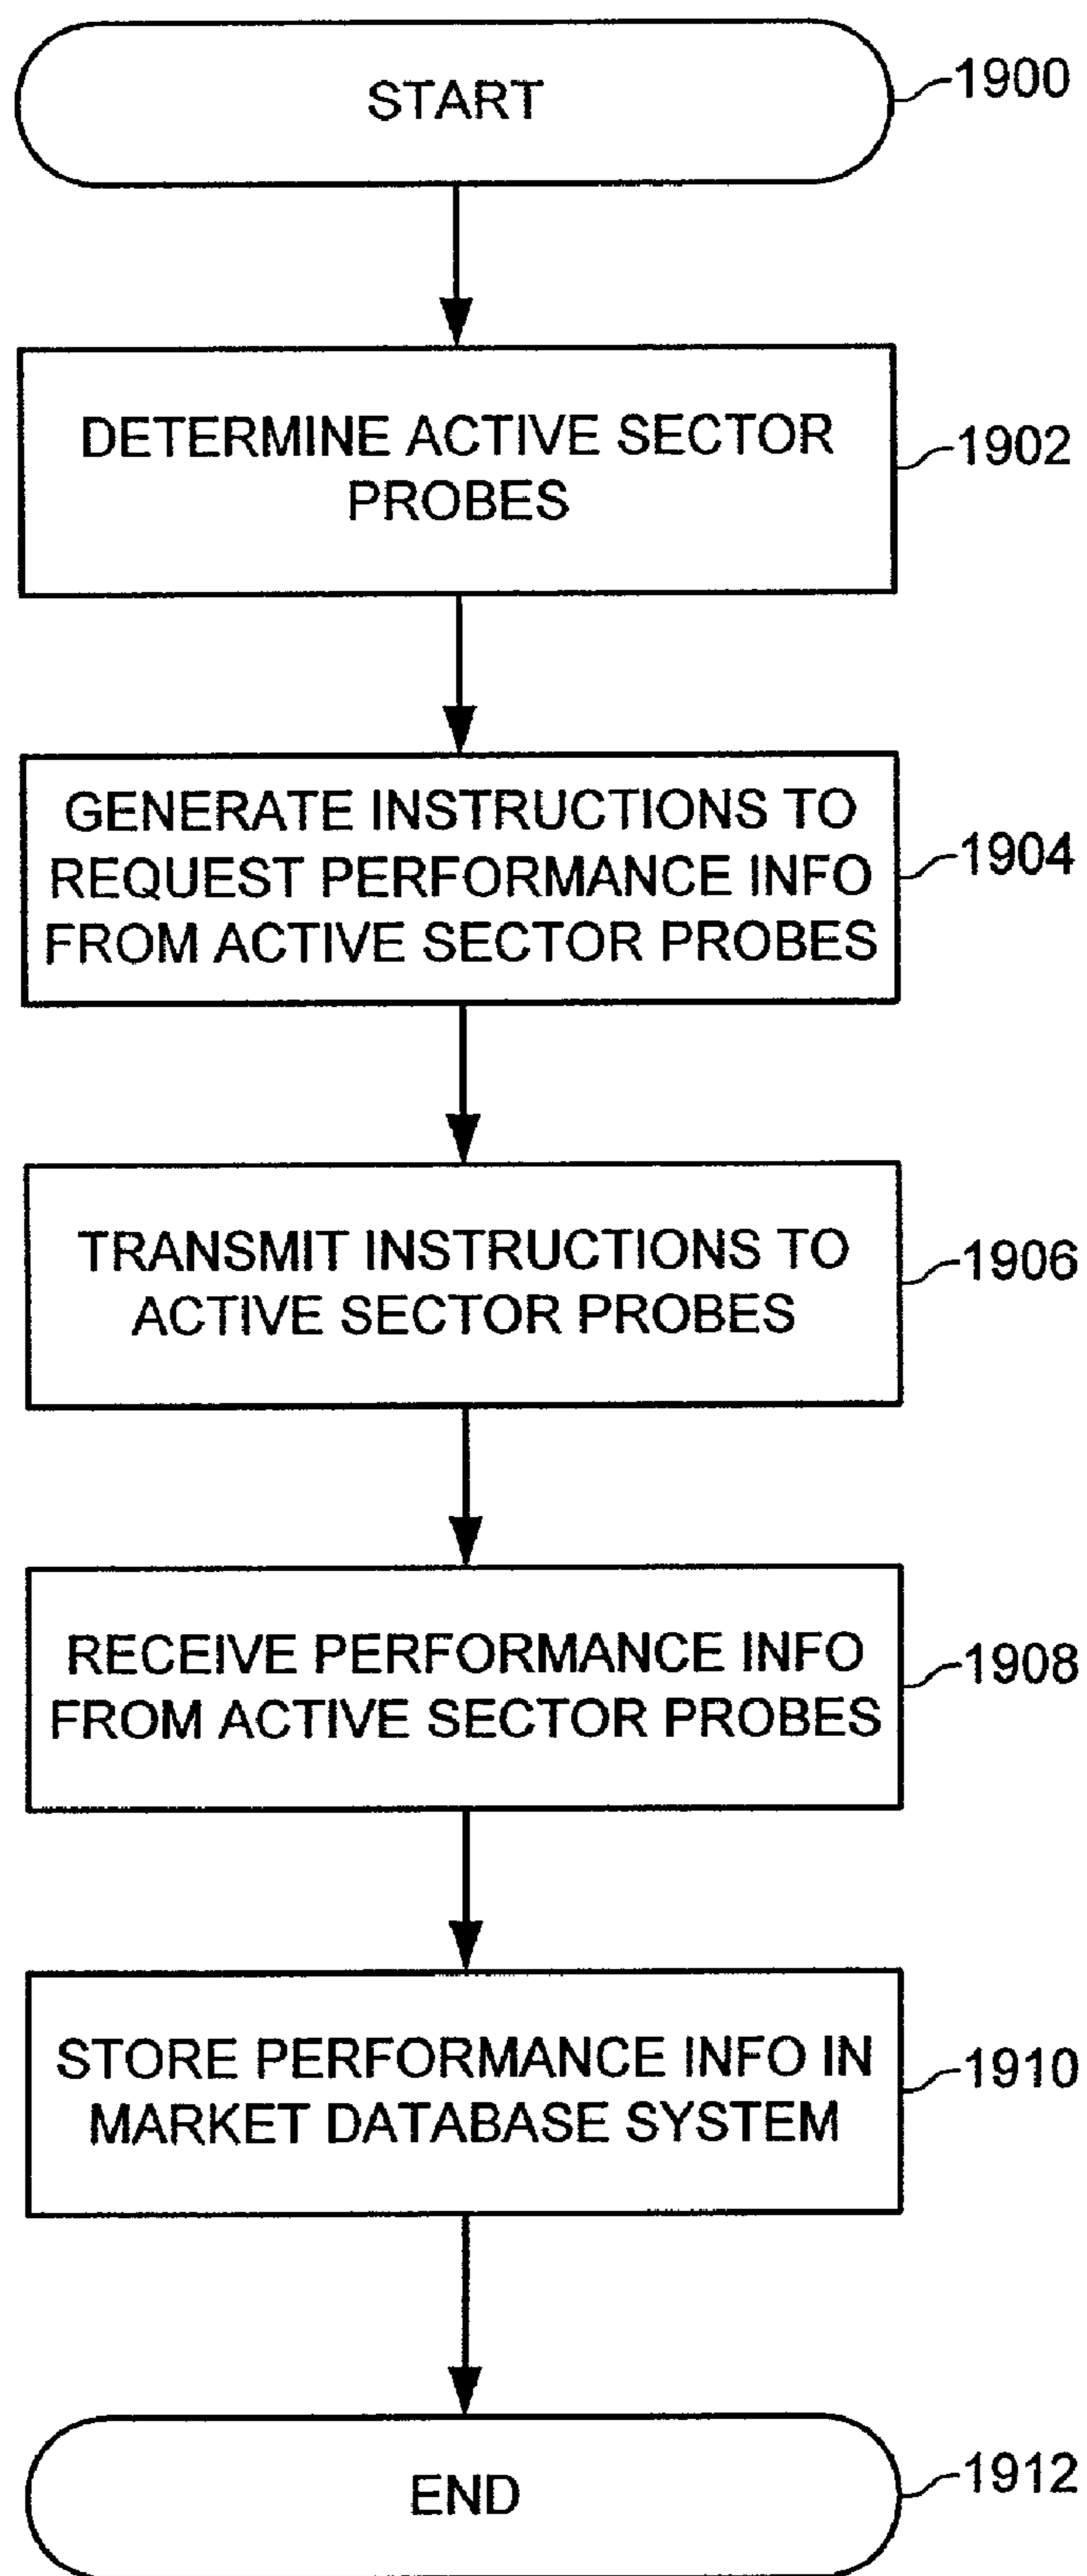 START
1900
DETERMINE ACTIVE SECTOR
PROBES
1902
GENERATE INSTRUCTIONS TO
REQUEST PERFORMANCE INFO
FROM ACTIVE SECTOR PROBES
1904
TRANSMIT INSTRUCTIONS TO
ACTIVE SECTOR PROBES
1906
RECEIVE PERFORMANCE INFO
FROM ACTIVE SECTOR PROBES
1908
STORE PERFORMANCE INFO IN
MARKET DATABASE SYSTEM
1910
END
1912